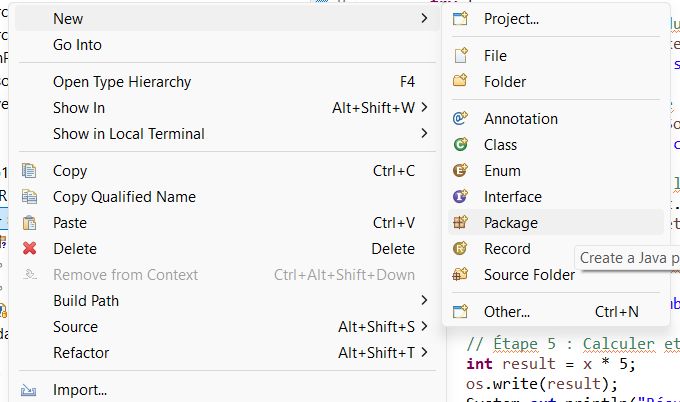 New
Go Into
Open Type Hierarchy F4
Show In Alt+Shift+W
Show in Local Terminal
Copy Ctrl+C
Copy Qualified Name
Paste Ctrl+V
Delete Delete
Remove from Context Ctrl+Alt+Shift+Down
Build Path
Source Alt+Shift+S
Refactor Alt+Shift+T
Import...
Project...
File
Folder
Annotation
Class
Enum
Interface
Package
Record
Source Folder
Other... Ctrl+N
Create a Java p
// Étape 5 : Calculer et
int result = x * 5;
os.write(result);